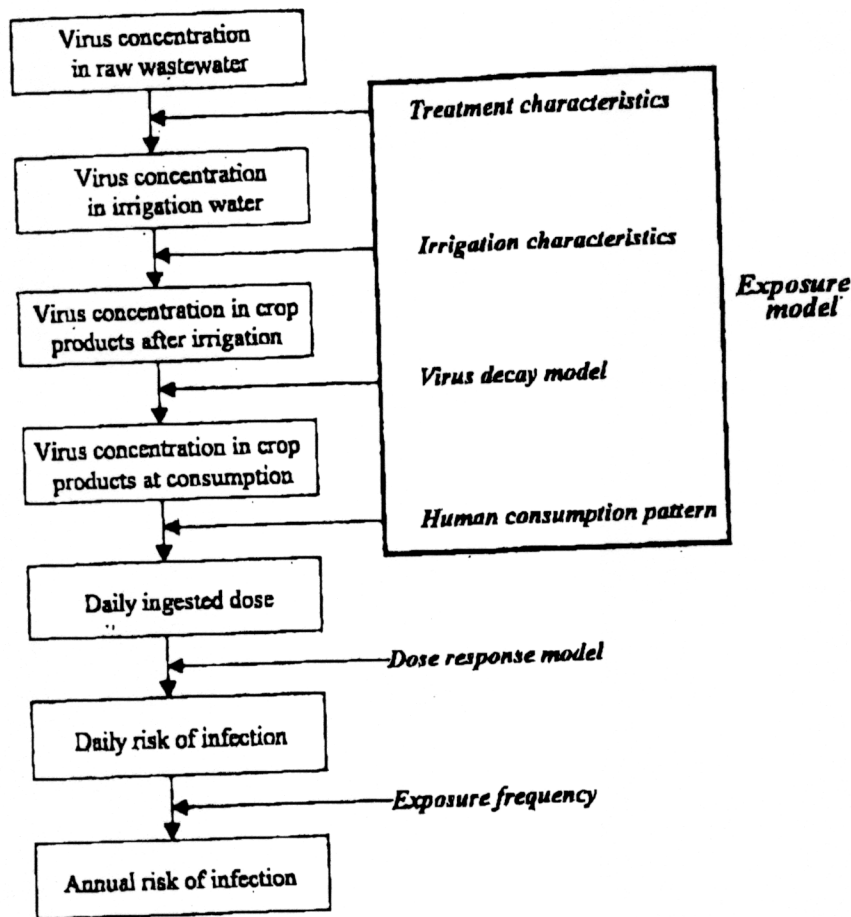 Virus concentration
in raw wastewater
Treatment characteristics
Virus concentration
in irrigation water
Irrigation characteristics
Exposure
model
Virus concentration in crop
products after irrigation
Virus decay model
Virus concentration in crop
products at consumption
Human consumption pattern
Daily ingested dose
Dose response model
Daily risk of infection
Exposure frequency
Annual risk of infection